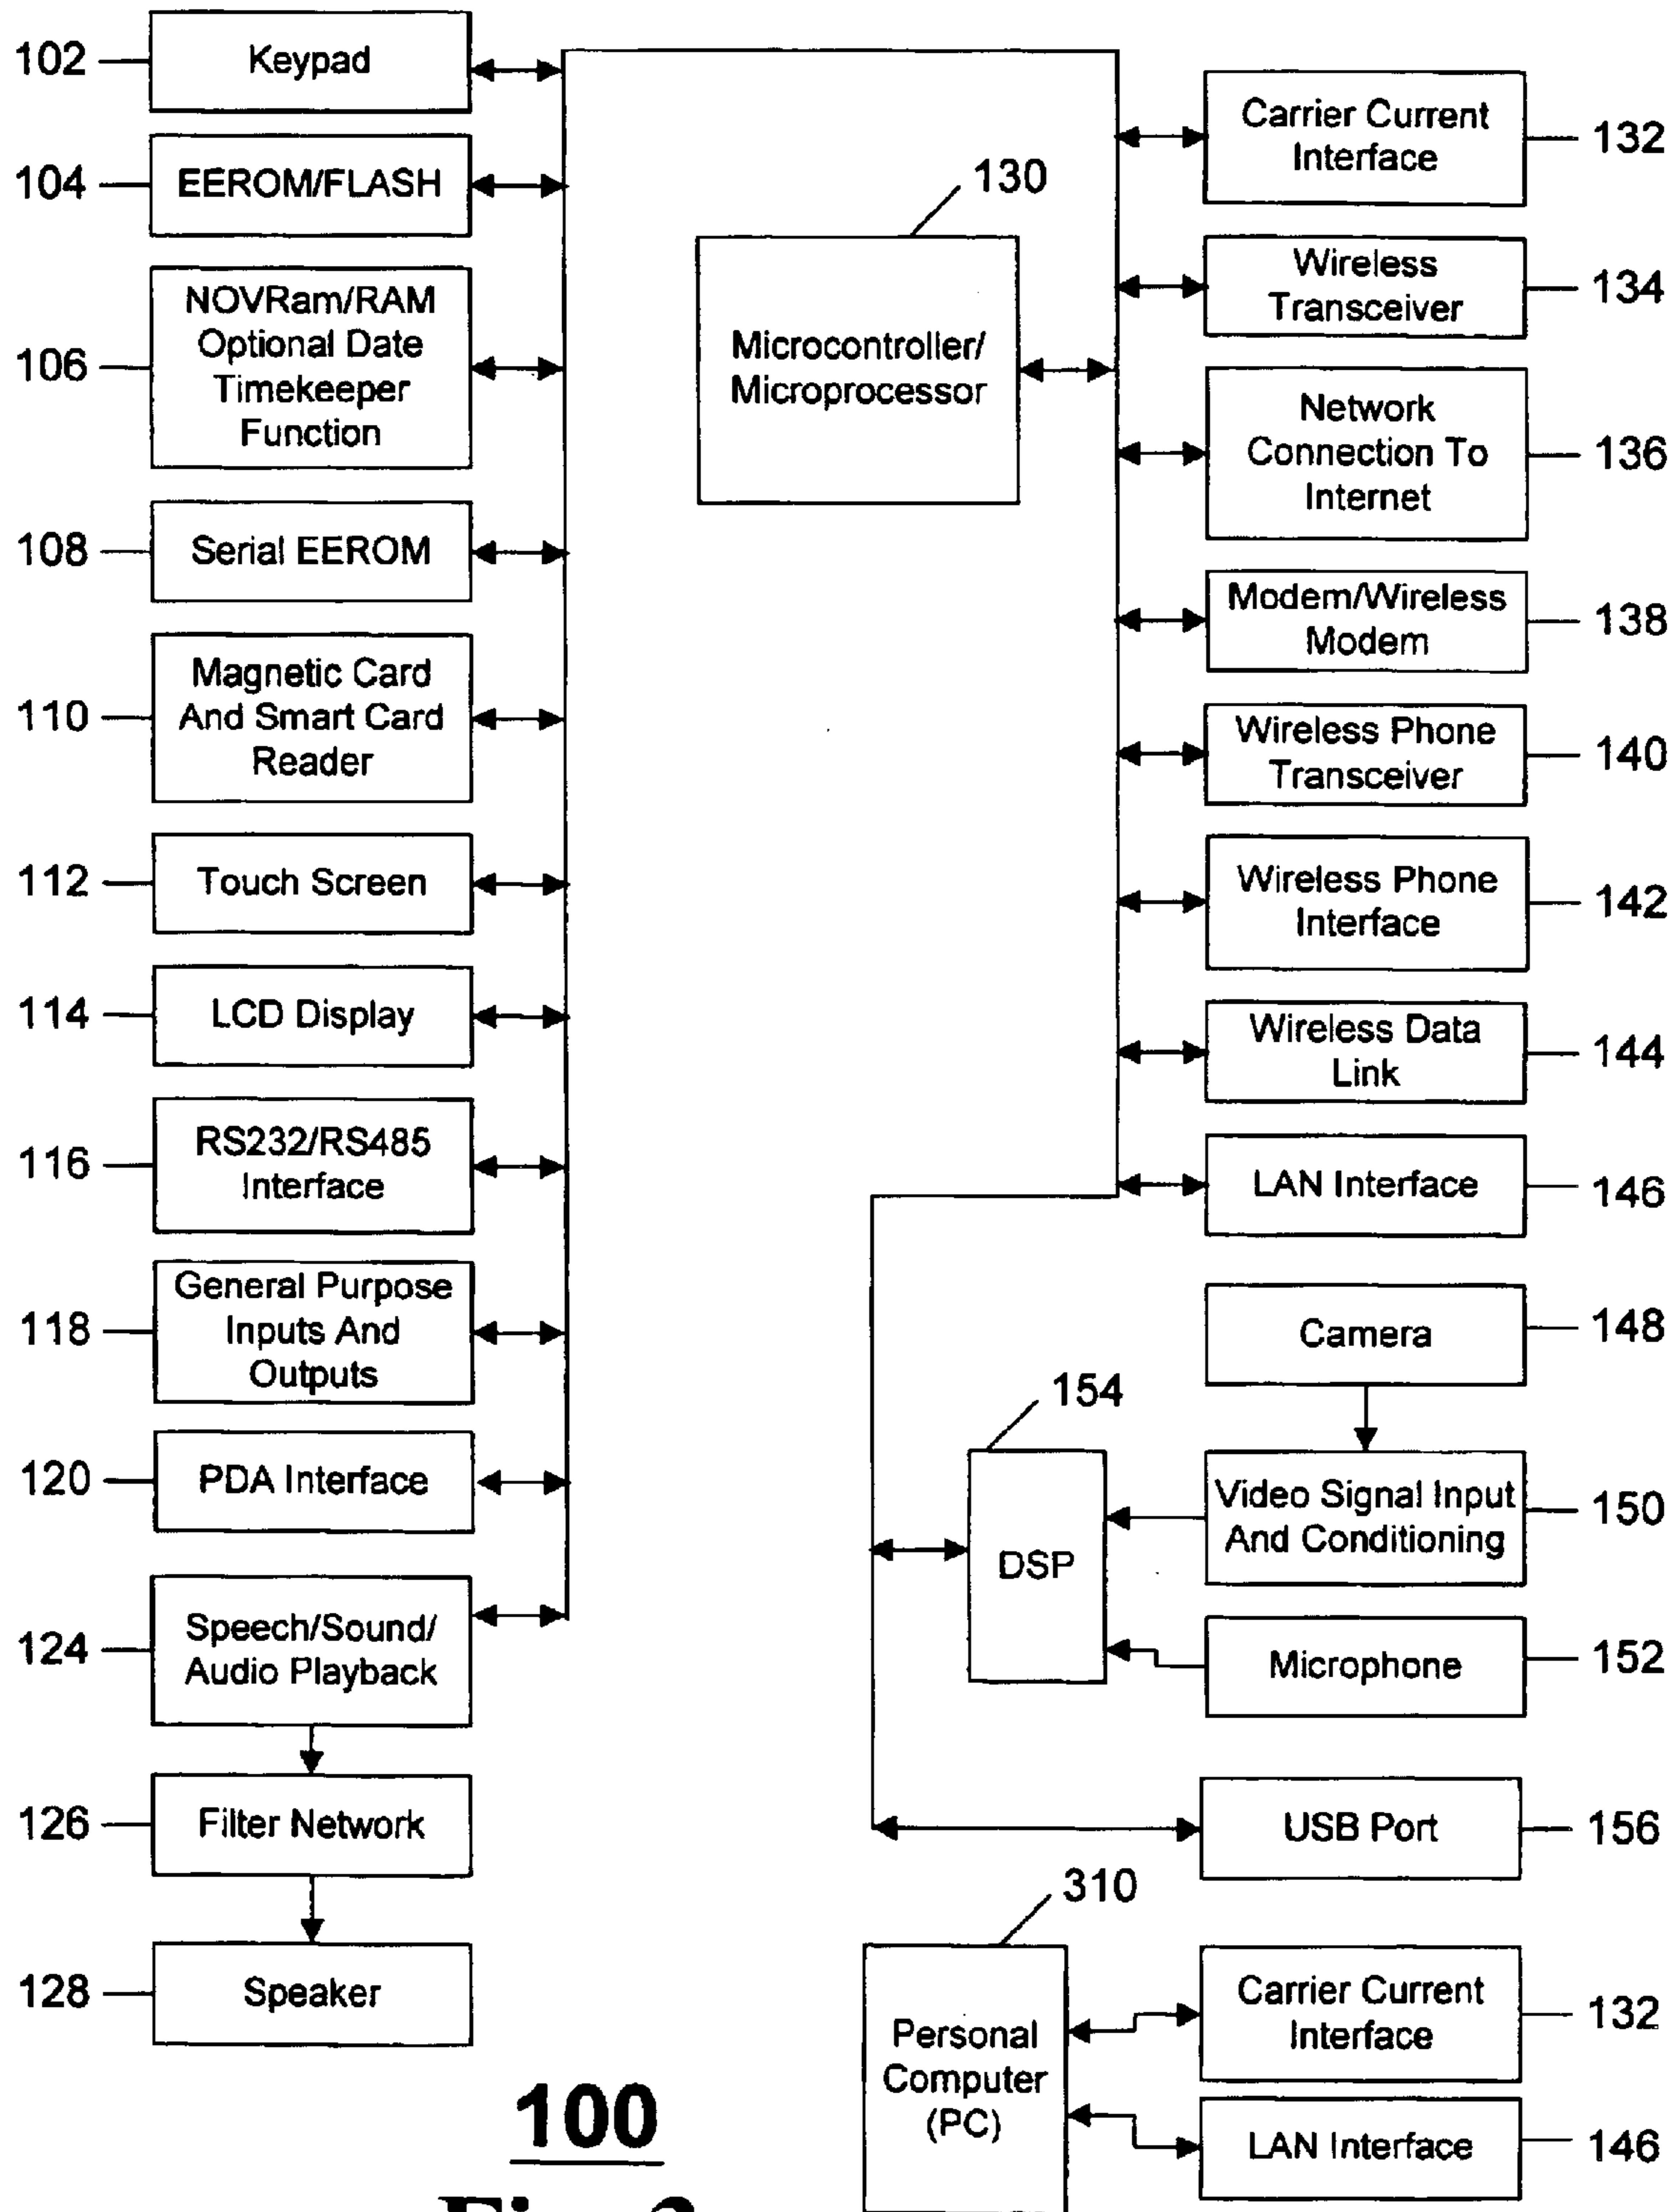 102
Keypad
104
EEROM/FLASH
106
NOVRam/RAM
Optional Date
Timekeeper
Function
108
Serial EEROM
110
Magnetic Card
And Smart Card
Reader
112
Touch Screen
114
LCD Display
116
RS232/RS485
Interface
118
General Purpose
Inputs And
Outputs
120
PDA Interface
124
Speech/Sound/
Audio Playback
126
Filter Network
128
Speaker
130
Microcontroller/
Microprocessor
Carrier Current
Interface
132
Wireless
Transceiver
134
Network
Connection To
Internet
136
Modem/Wireless
Modem
138
Wireless Phone
Transceiver
140
Wireless Phone
Interface
142
Wireless Data
Link
144
LAN Interface
146
Camera
148
154
DSP
Video Signal Input
And Conditioning
150
Microphone
152
USB Port
156
310
Personal
Computer
(PC)
Carrier Current
Interface
132
LAN Interface
146
100